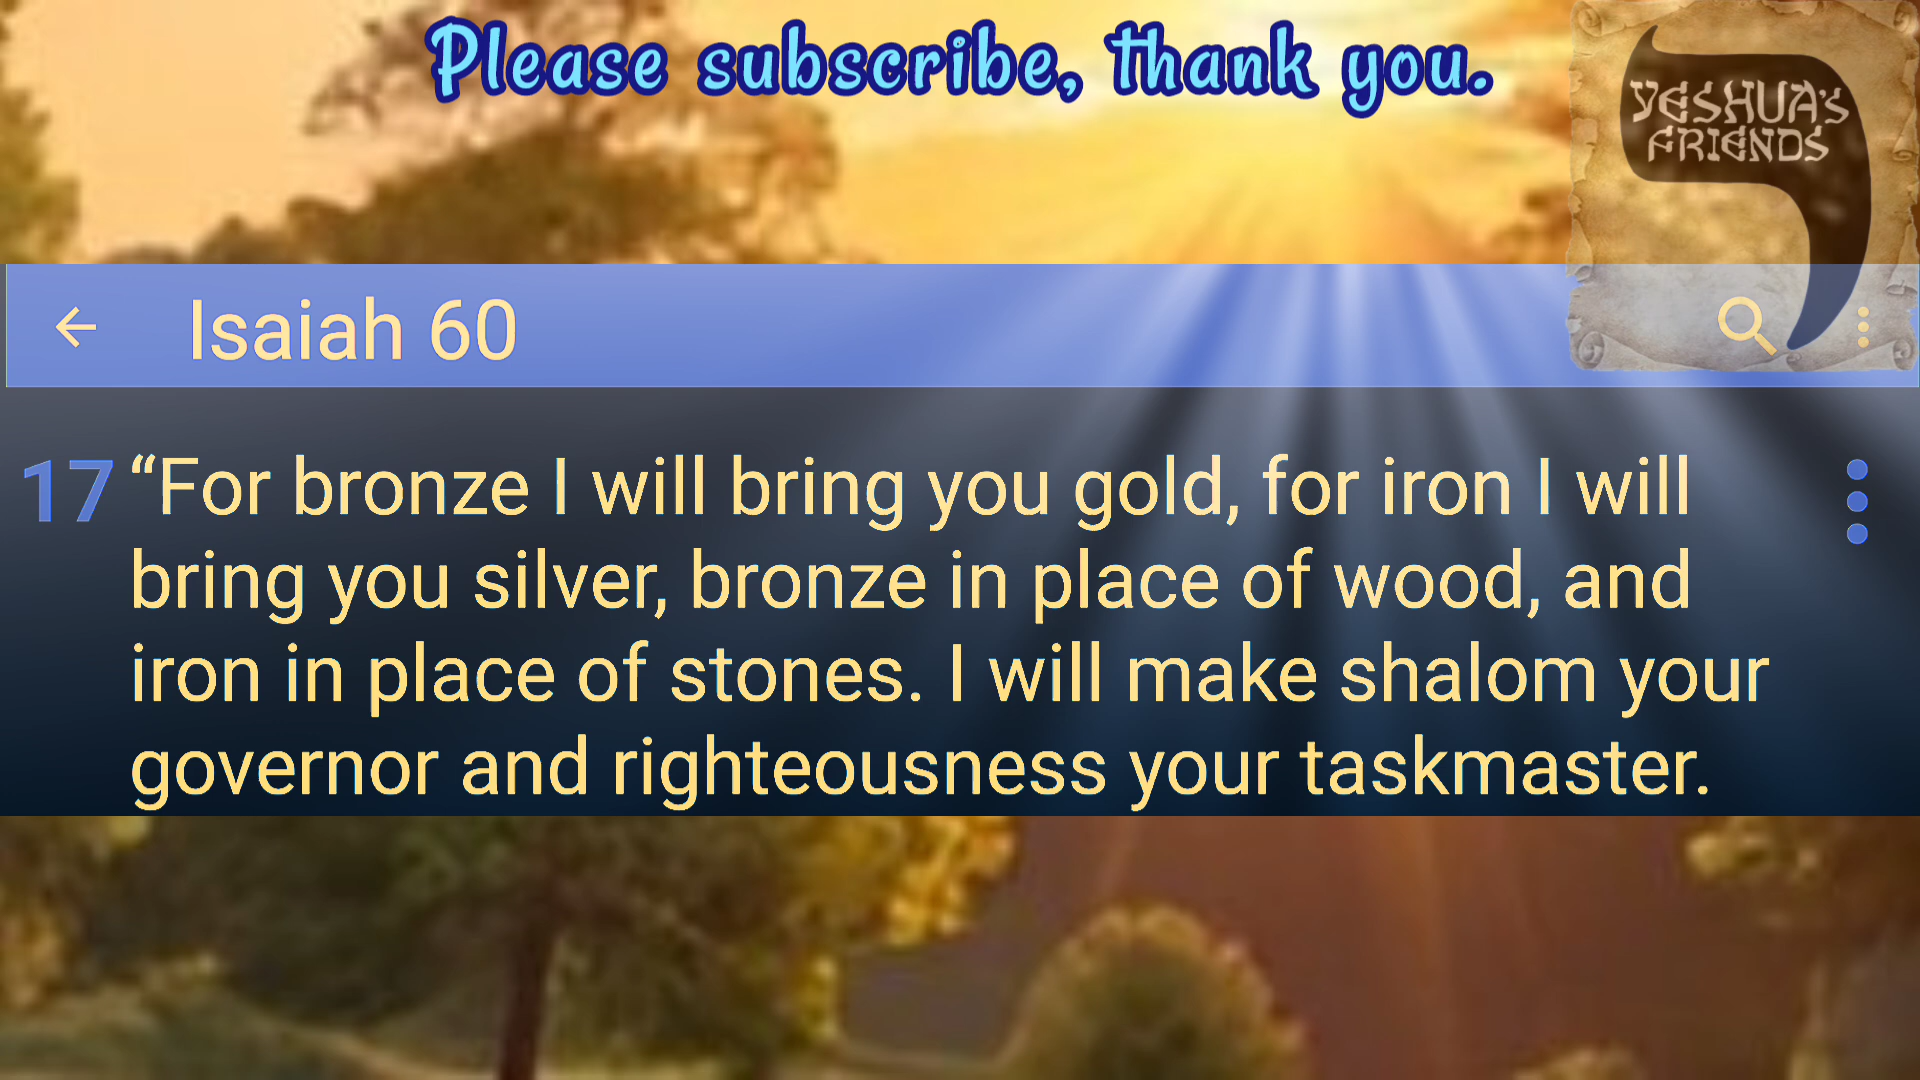 Please subscribe, thank you.
YESHUA'S
FRIENDS
← Isaiah 60
17 “For bronze I will bring you gold, for iron I will
bring you silver, bronze in place of wood, and
iron in place of stones. I will make shalom your
governor and righteousness your taskmaster.